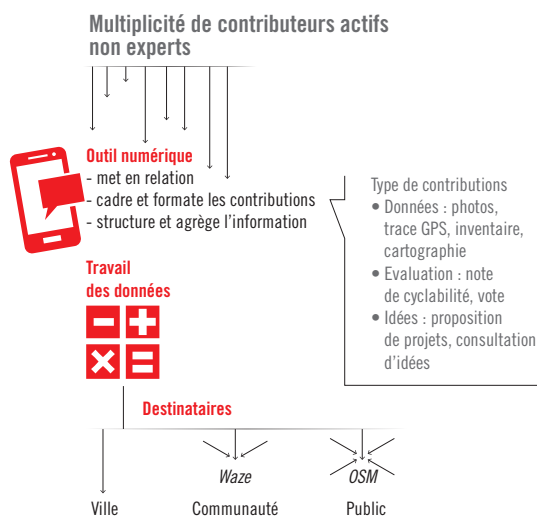 Multiplicité de contributeurs actifs
non experts
Outil numérique
- met en relation
- cadre et formate les contributions
- structure et agrège l’information
Type de contributions
• Données : photos,
trace GPS, inventaire,
cartographie
• Evaluation : note
de cyclabilité, vote
• Idées : proposition
de projets, consultation
d’idées
Travail
des données
Destinataires
Waze
OSM
Ville
Communauté
Public